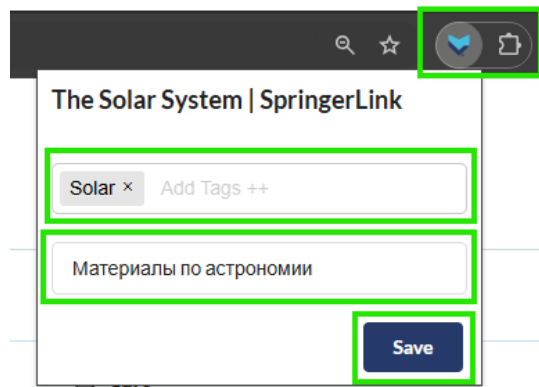 The Solar System | SpringerLink
Solar × Add Tags ++
Материалы по астрономии
Save